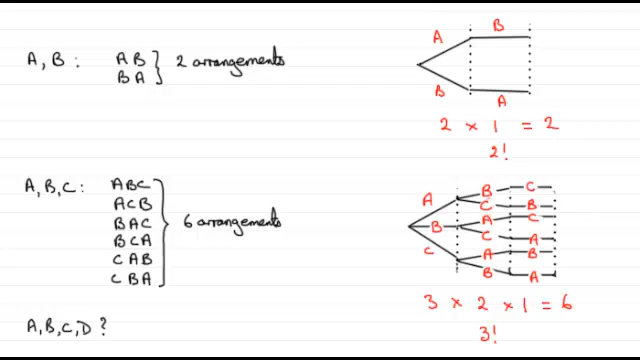 A, B : AB
BA
2 arrangements
A B
B A
2 × 1 = 2
2!
A, B, C : ABC
ACB
BAC
BCA
CAB
CBA
6 arrangements
A B C
C B
B A C
C A
C A B
B A
3 × 2 × 1 = 6
3!
A, B, C, D ?